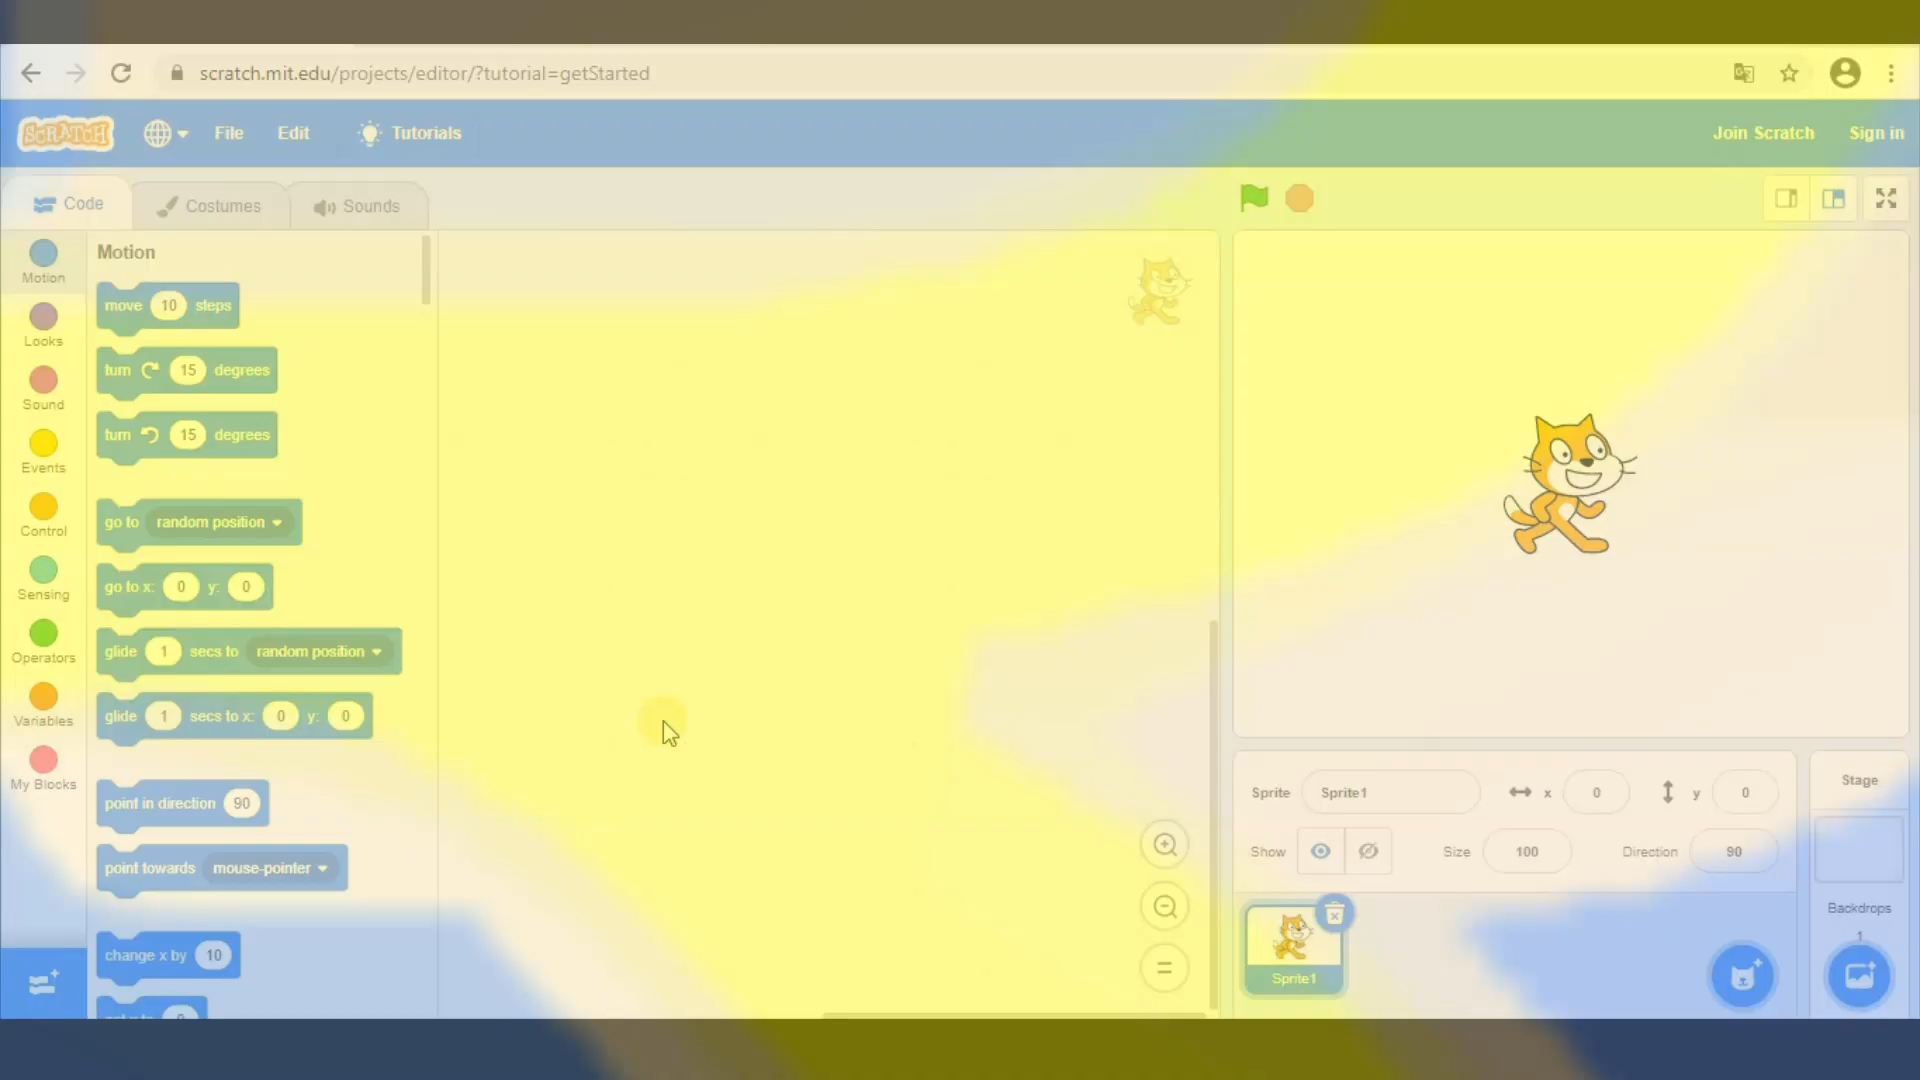 scratch.mit.edu/projects/editor/?tutorial=getStarted
SCRATCH File Edit Tutorials Join Scratch Sign in
Code Costumes Sounds
Motion
Looks
Sound
Events
Control
Sensing
Operators
Variables
My Blocks
Motion
move 10 steps
turn 15 degrees
turn 15 degrees
go to random position
go to x: 0 y: 0
glide 1 secs to random position
glide 1 secs to x: 0 y: 0
point in direction 90
point towards mouse-pointer
change x by 10
Sprite Sprite1 x 0 y 0
Show Size 100 Direction 90
Sprite1
Stage
Backdrops
1